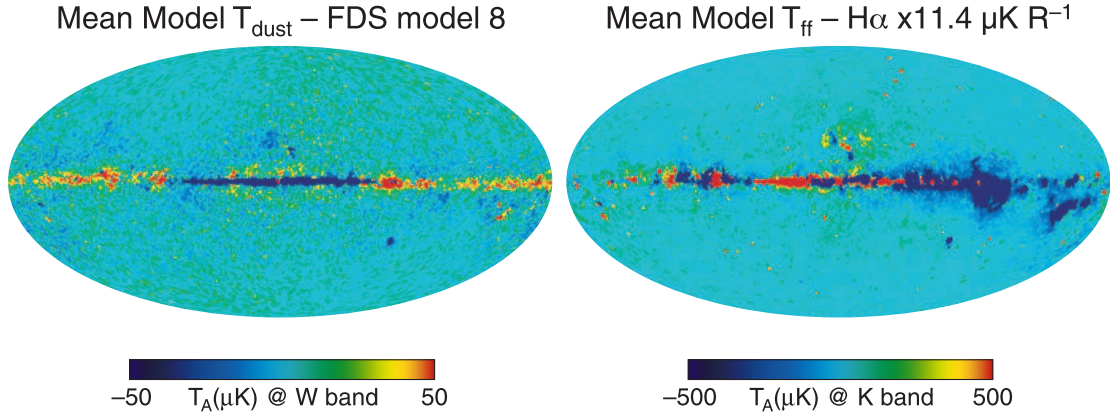 Mean Model T_dust – FDS model 8
Mean Model T_ff – Hα x11.4 µK R⁻¹
–50 T_A(µK) @ W band 50
–500 T_A(µK) @ K band 500